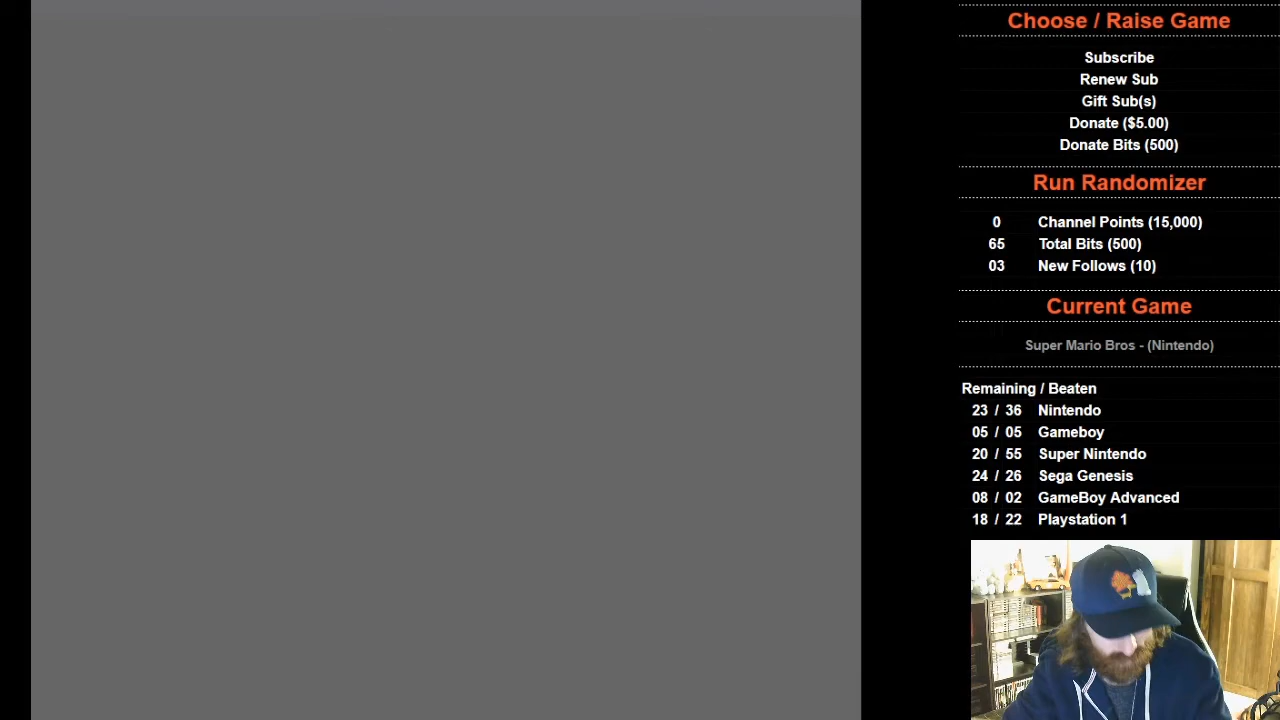 Choose / Raise Game
Subscribe
Renew Sub
Gift Sub(s)
Donate ($5.00)
Donate Bits (500)
Run Randomizer
0 Channel Points (15,000)
65 Total Bits (500)
03 New Follows (10)
Current Game
Super Mario Bros - (Nintendo)
Remaining / Beaten
23 / 36 Nintendo
05 / 05 Gameboy
20 / 55 Super Nintendo
24 / 26 Sega Genesis
08 / 02 GameBoy Advanced
18 / 22 Playstation 1